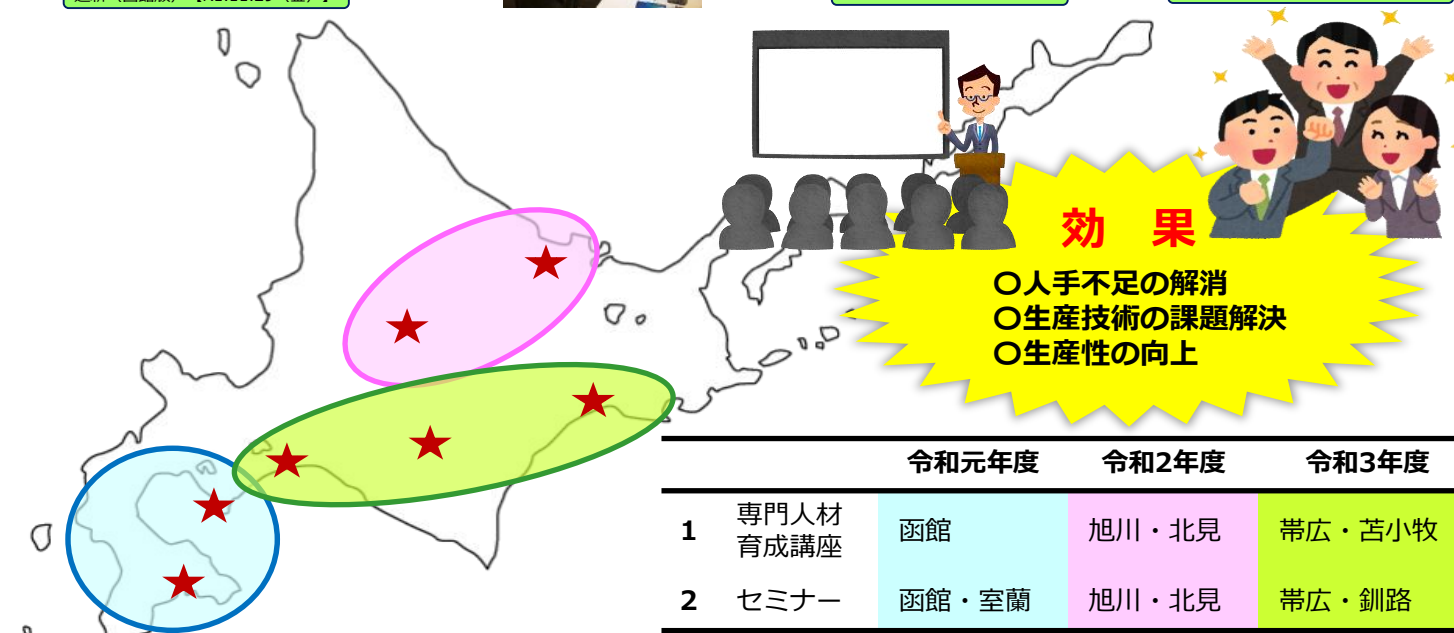 効　果
〇人手不足の解消
〇生産技術の課題解決
〇生産性の向上
令和元年度 令和2年度 令和3年度
1 専門人材育成講座 函館 旭川・北見 帯広・苫小牧
2 セミナー 函館・室蘭 旭川・北見 帯広・釧路